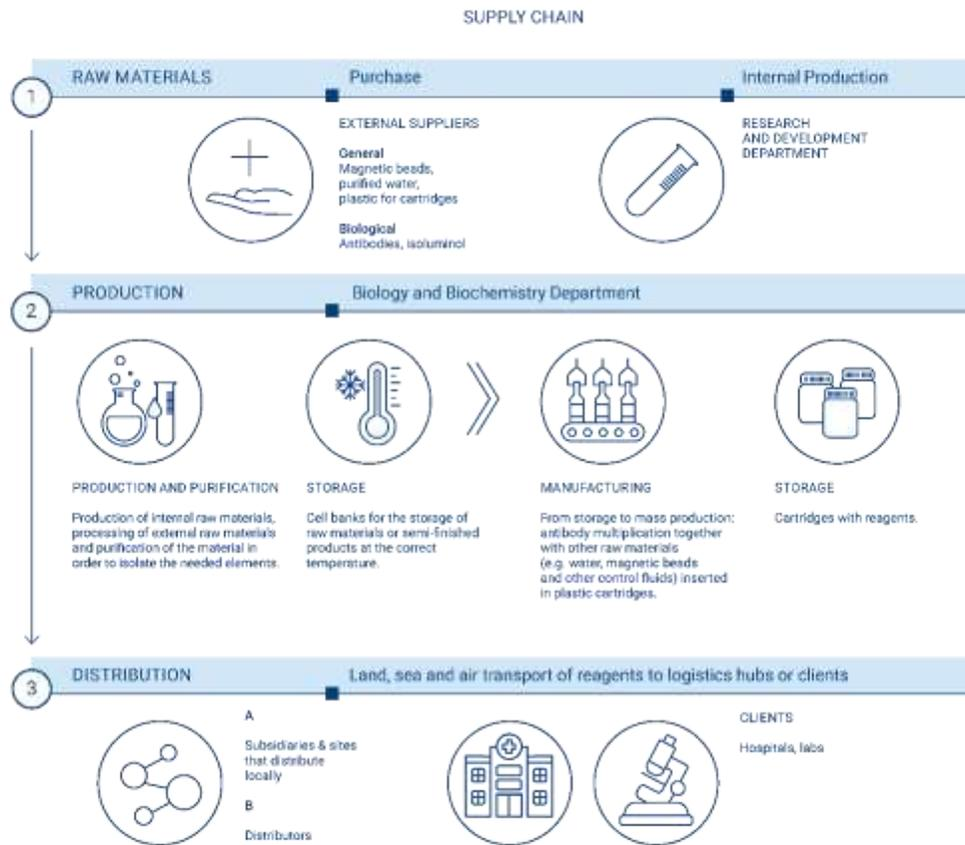 SUPPLY CHAIN
1
RAW MATERIALS
Purchase
Internal Production
EXTERNAL SUPPLIERS
General
Magnetic beads,
purified water,
plastic for cartridges
Biological
Antibodies, isoluminol
RESEARCH
AND DEVELOPMENT
DEPARTMENT
2
PRODUCTION
Biology and Biochemistry Department
PRODUCTION AND PURIFICATION
Production of internal raw materials,
processing of external raw materials
and purification of the material in
order to isolate the needed elements.
STORAGE
Cell banks for the storage of
raw materials or semi-finished
products at the correct
temperature.
MANUFACTURING
From storage to mass production:
antibody multiplication together
with other raw materials
(e.g. water, magnetic beads
and other control fluids) inserted
in plastic cartridges.
STORAGE
Cartridges with reagents.
3
DISTRIBUTION
Land, sea and air transport of reagents to logistics hubs or clients
A
Subsidiaries & sites
that distribute
locally
B
Distributors
CLIENTS
Hospitals, labs